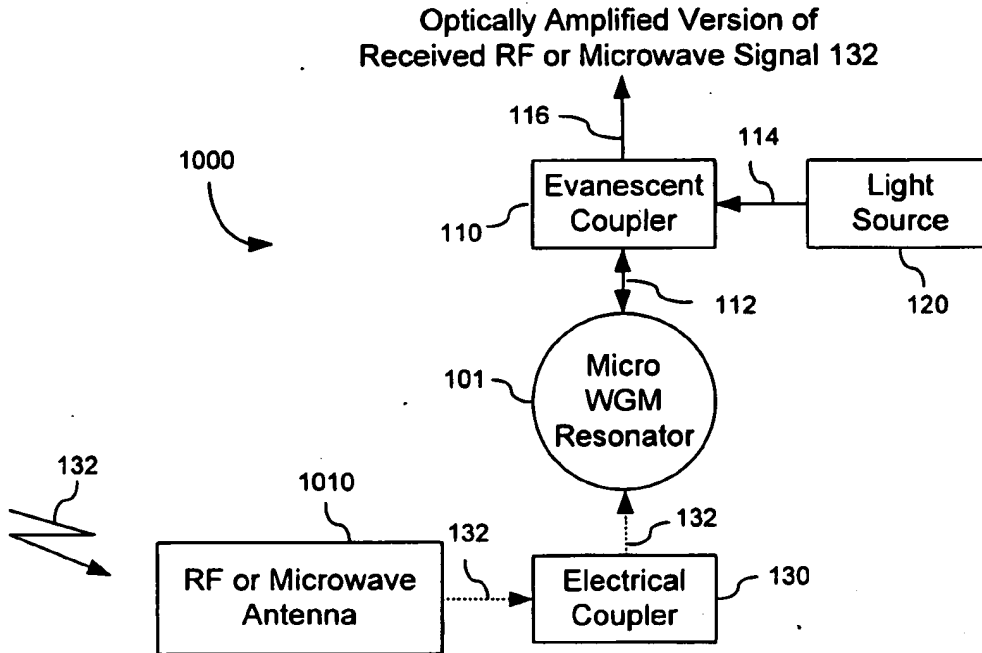 Optically Amplified Version of
Received RF or Microwave Signal 132
116
114
1000
Evanescent
Coupler
Light
Source
110
112
120
101
Micro
WGM
Resonator
132
1010
132
132
RF or Microwave
Antenna
Electrical
Coupler
130